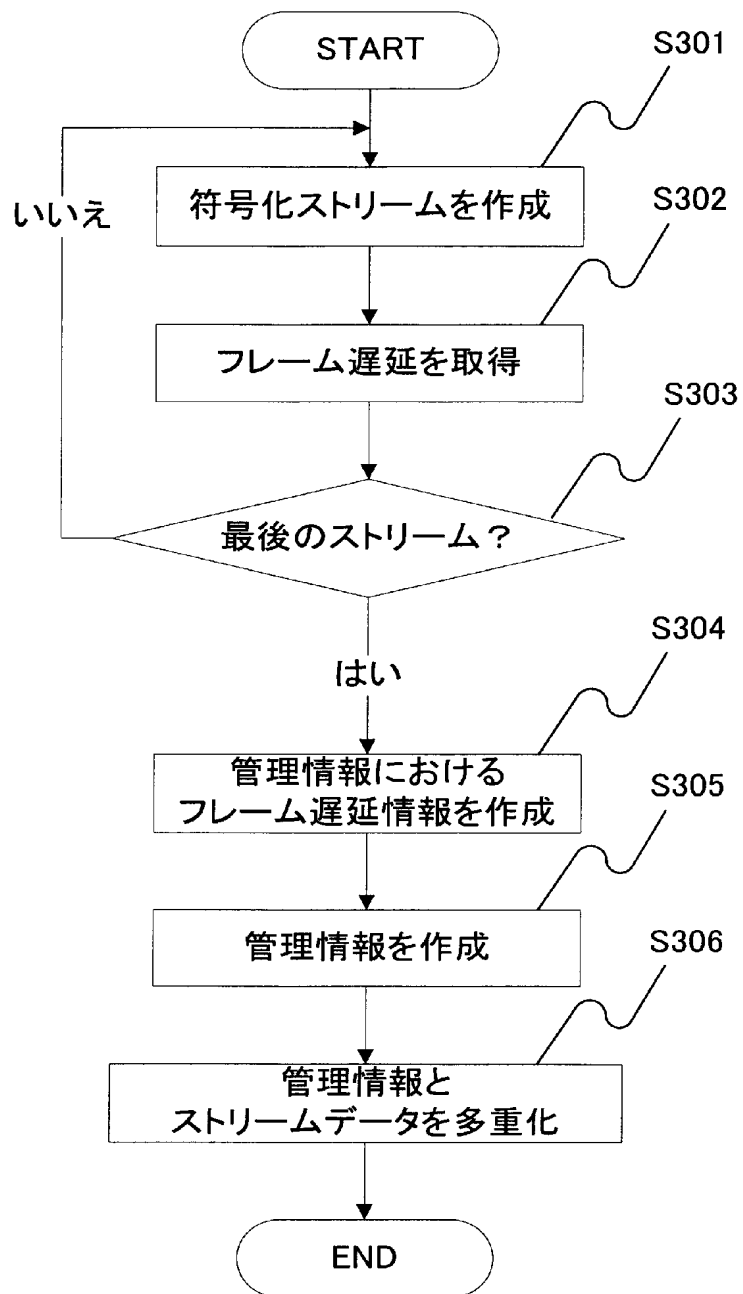 START
S301
符号化ストリームを作成
いいえ
S302
フレーム遅延を取得
S303
最後のストリーム？
はい
S304
管理情報における
フレーム遅延情報を作成
S305
管理情報を作成
S306
管理情報と
ストリームデータを多重化
END